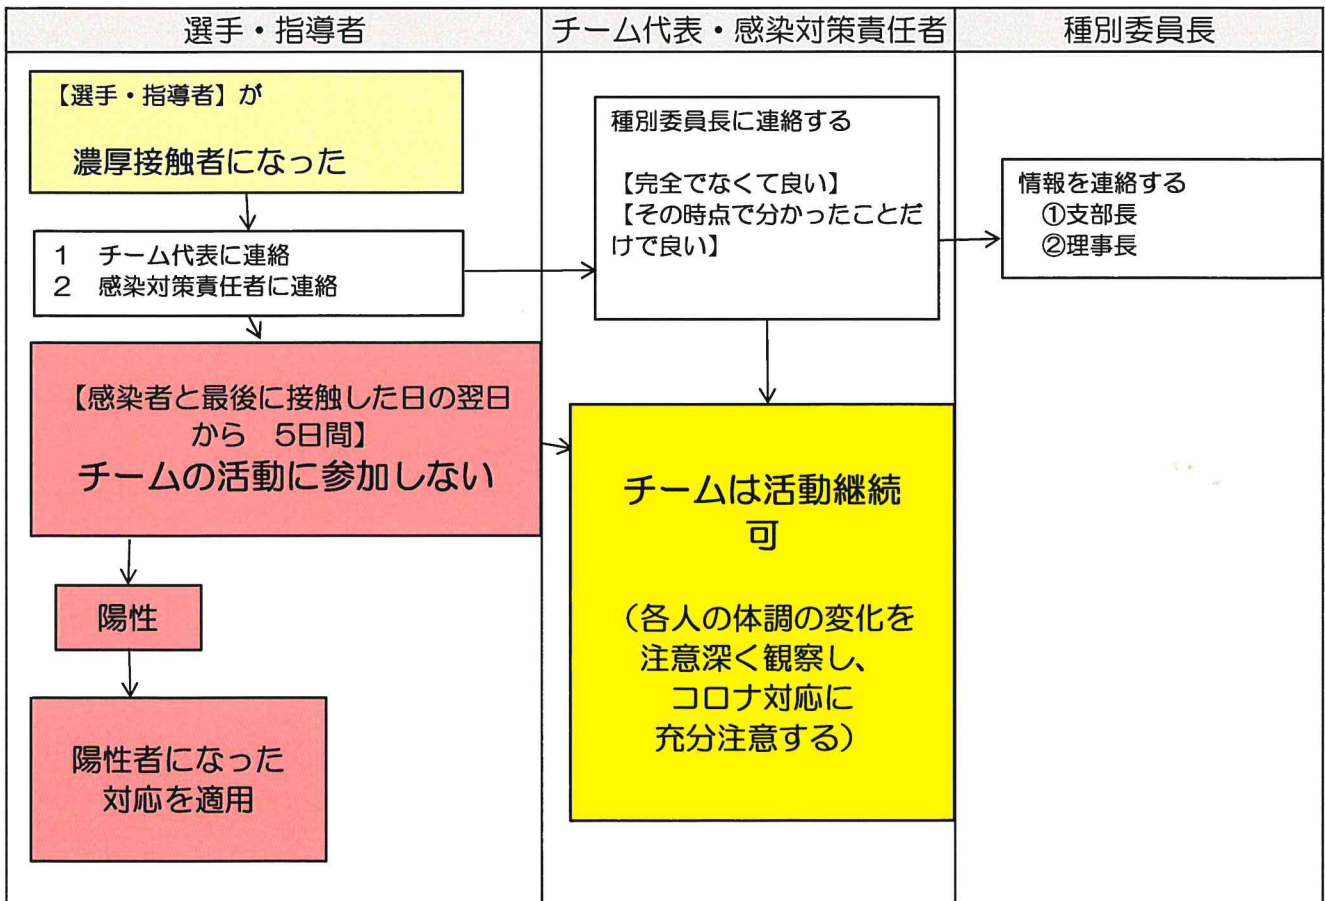 選手・指導者
チーム代表・感染対策責任者
種別委員長
【選手・指導者】が
濃厚接触者になった
1 チーム代表に連絡
2 感染対策責任者に連絡
【感染者と最後に接触した日の翌日
から 5日間】
チームの活動に参加しない
陽性
陽性者になった
対応を適用
種別委員長に連絡する
【完全でなくて良い】
【その時点で分かったことだ
けで良い】
チームは活動継続
可
（各人の体調の変化を
注意深く観察し、
コロナ対応に
充分注意する）
情報を連絡する
①支部長
②理事長